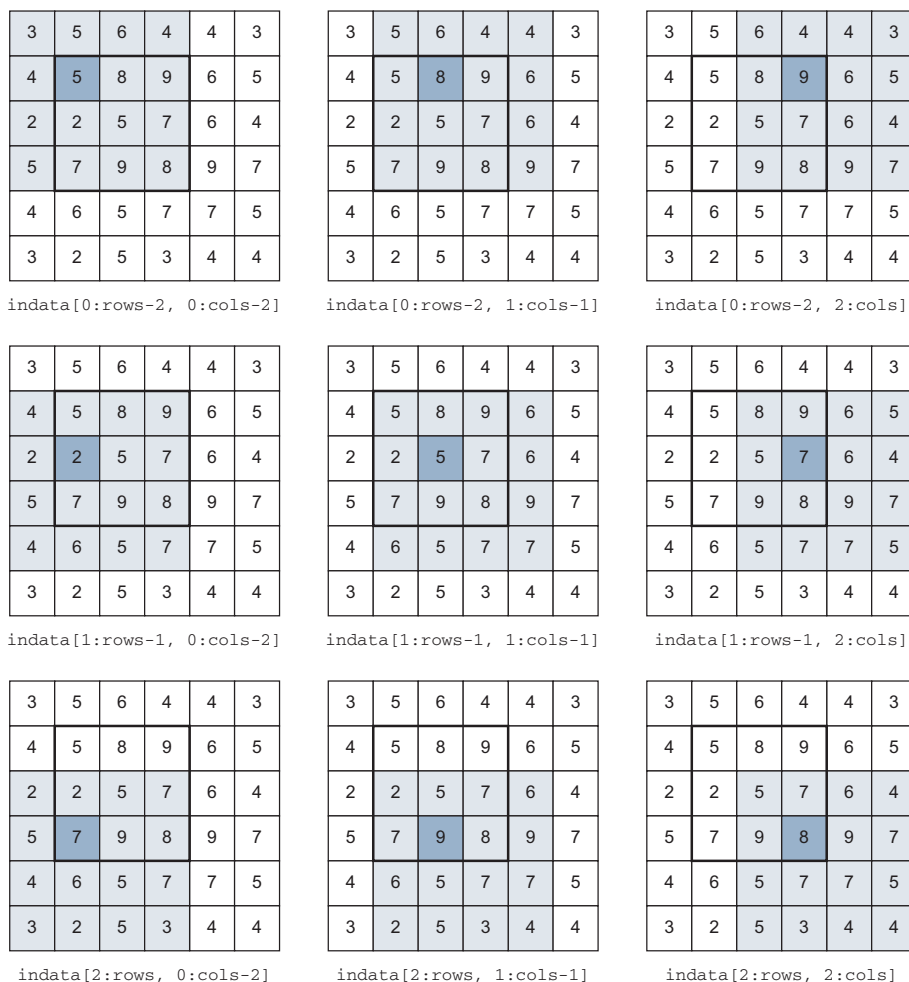 3 5 6 4 4 3 3 5 6 4 4 3 3 5 6 4 4 3
4 5 8 9 6 5 4 5 8 9 6 5 4 5 8 9 6 5
2 2 5 7 6 4 2 2 5 7 6 4 2 2 5 7 6 4
5 7 9 8 9 7 5 7 9 8 9 7 5 7 9 8 9 7
4 6 5 7 7 5 4 6 5 7 7 5 4 6 5 7 7 5
3 2 5 3 4 4 3 2 5 3 4 4 3 2 5 3 4 4
indata[0:rows-2, 0:cols-2] indata[0:rows-2, 1:cols-1] indata[0:rows-2, 2:cols]
3 5 6 4 4 3 3 5 6 4 4 3 3 5 6 4 4 3
4 5 8 9 6 5 4 5 8 9 6 5 4 5 8 9 6 5
2 2 5 7 6 4 2 2 5 7 6 4 2 2 5 7 6 4
5 7 9 8 9 7 5 7 9 8 9 7 5 7 9 8 9 7
4 6 5 7 7 5 4 6 5 7 7 5 4 6 5 7 7 5
3 2 5 3 4 4 3 2 5 3 4 4 3 2 5 3 4 4
indata[1:rows-1, 0:cols-2] indata[1:rows-1, 1:cols-1] indata[1:rows-1, 2:cols]
3 5 6 4 4 3 3 5 6 4 4 3 3 5 6 4 4 3
4 5 8 9 6 5 4 5 8 9 6 5 4 5 8 9 6 5
2 2 5 7 6 4 2 2 5 7 6 4 2 2 5 7 6 4
5 7 9 8 9 7 5 7 9 8 9 7 5 7 9 8 9 7
4 6 5 7 7 5 4 6 5 7 7 5 4 6 5 7 7 5
3 2 5 3 4 4 3 2 5 3 4 4 3 2 5 3 4 4
indata[2:rows, 0:cols-2] indata[2:rows, 1:cols-1] indata[2:rows, 2:cols]